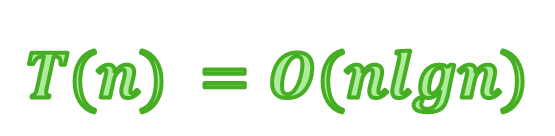 T(n) = O(nlgn)